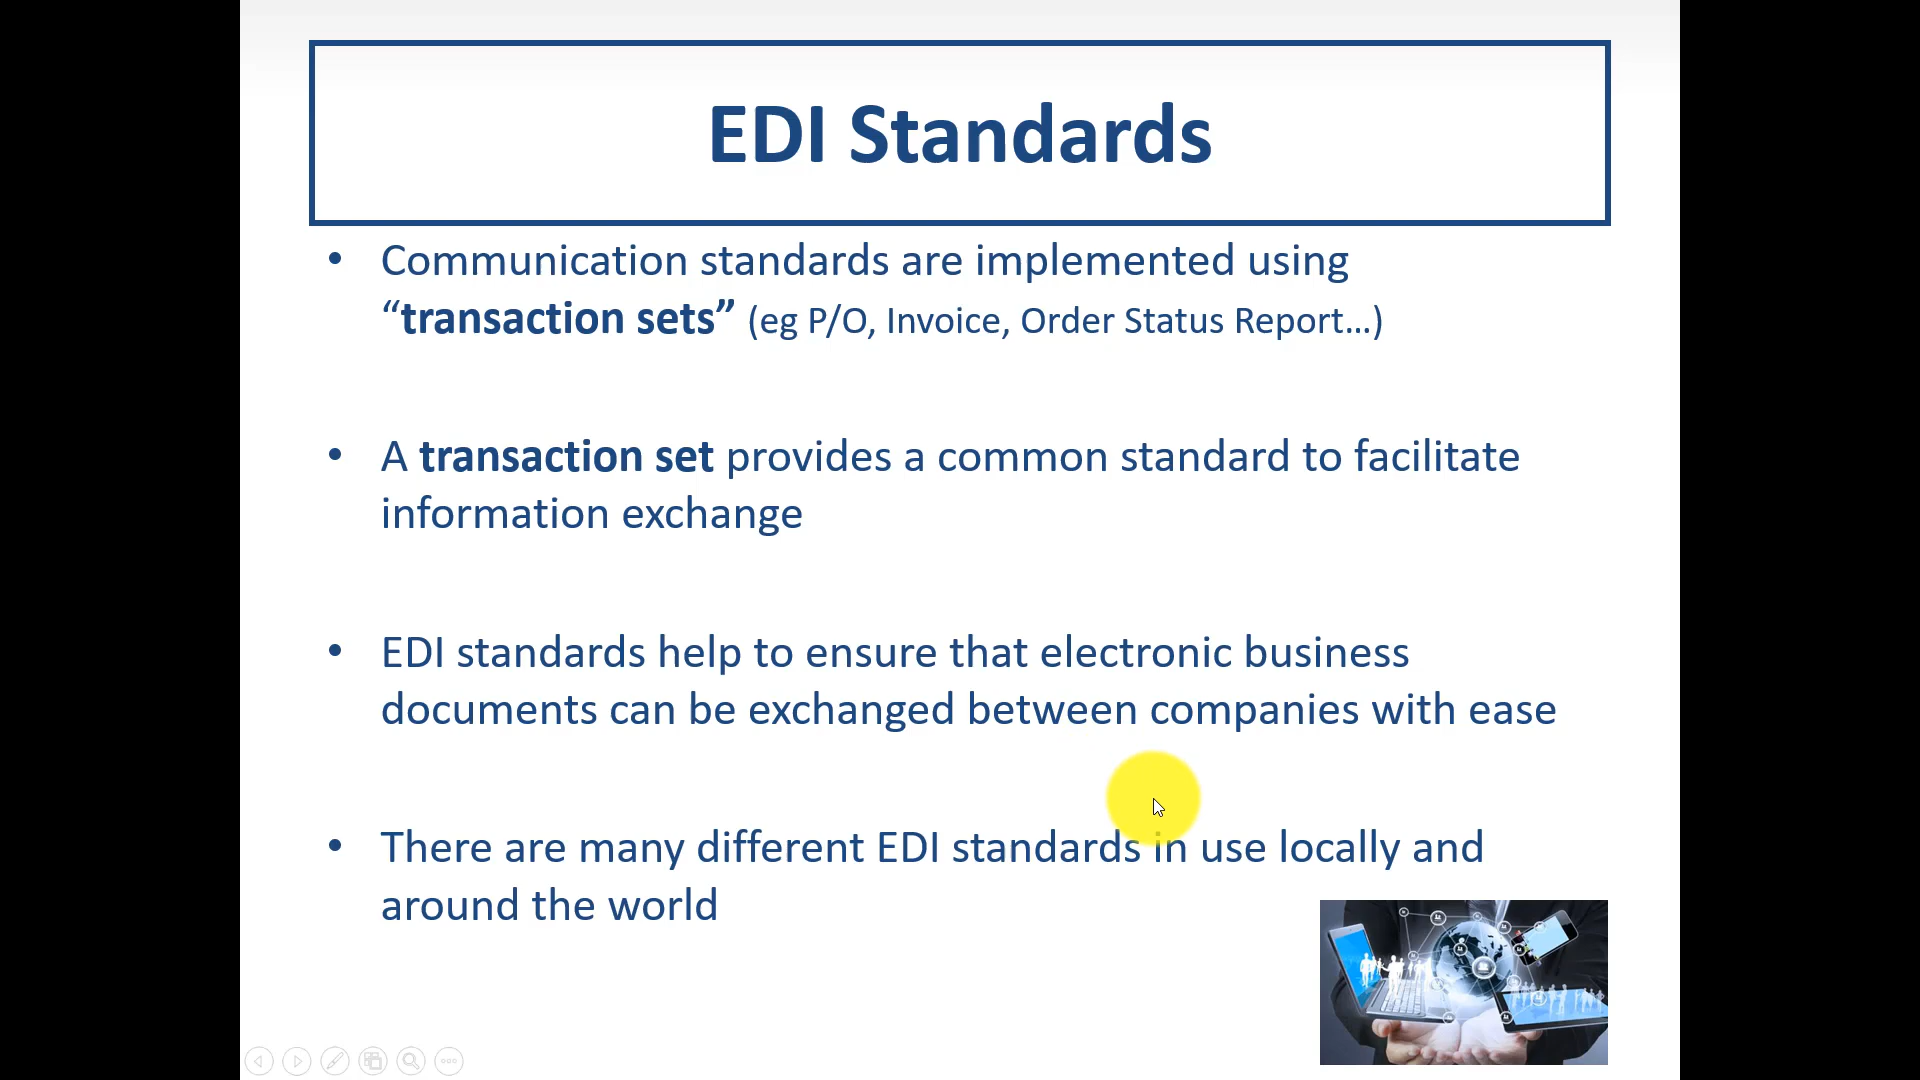 EDI Standards
• Communication standards are implemented using
“transaction sets” (eg P/O, Invoice, Order Status Report…)
• A transaction set provides a common standard to facilitate
information exchange
• EDI standards help to ensure that electronic business
documents can be exchanged between companies with ease
• There are many different EDI standards in use locally and
around the world